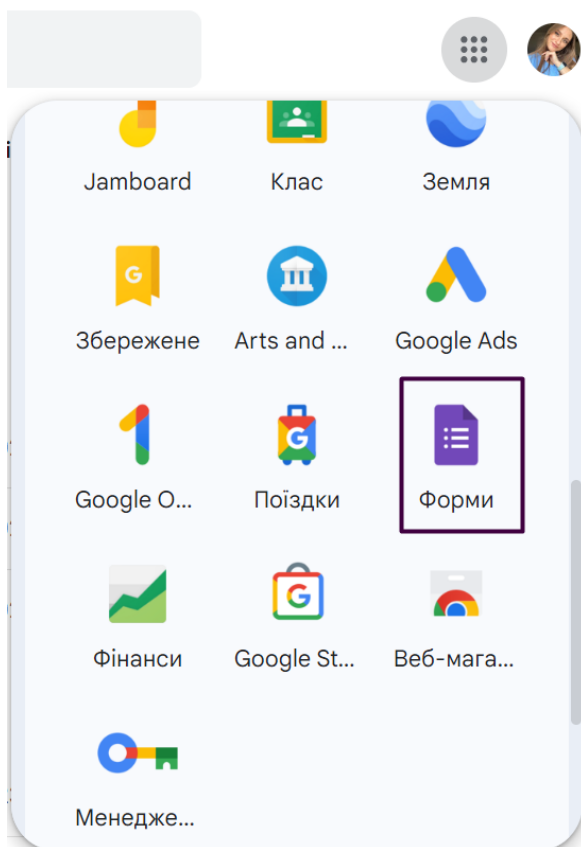 Jamboard Клас Земля
Збережене Arts and ... Google Ads
Google O... Поїздки Форми
Фінанси Google St... Веб-мага...
Менедже...